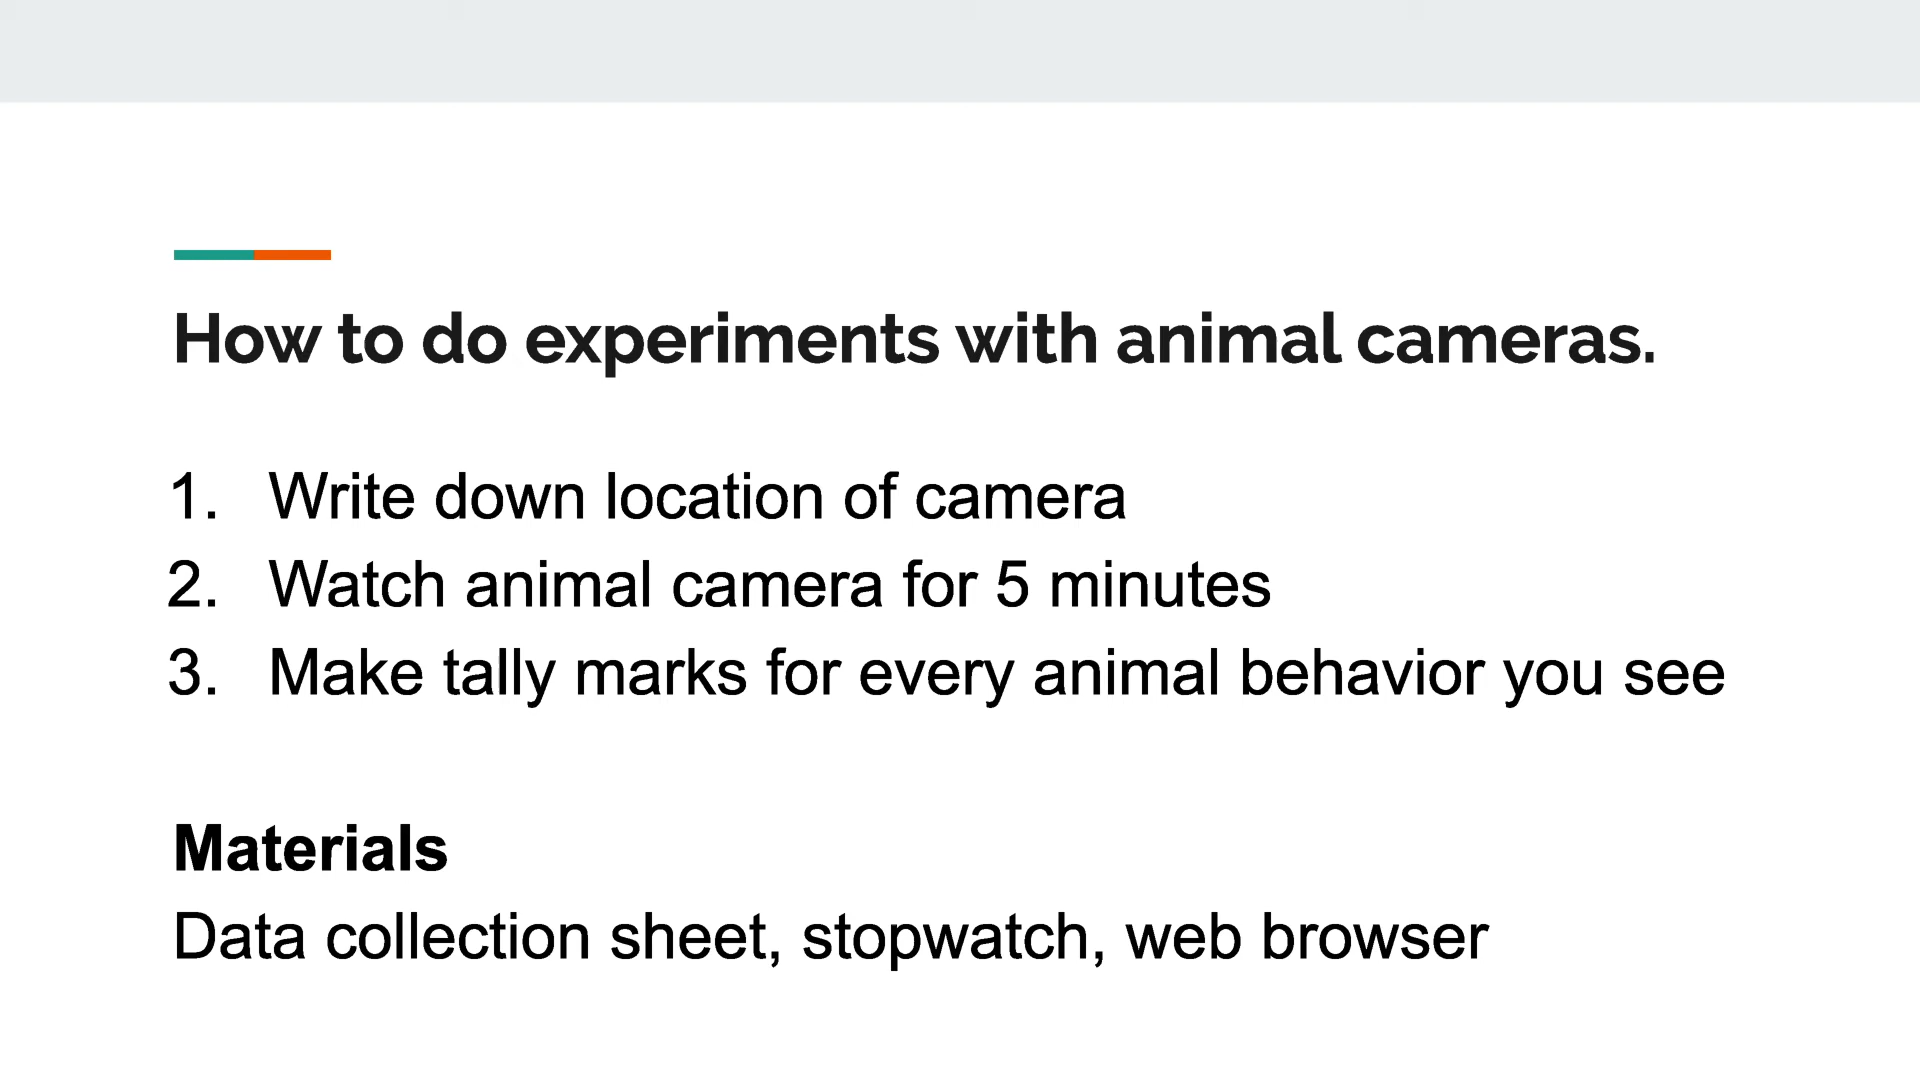 How to do experiments with animal cameras.
1. Write down location of camera
2. Watch animal camera for 5 minutes
3. Make tally marks for every animal behavior you see
Materials
Data collection sheet, stopwatch, web browser